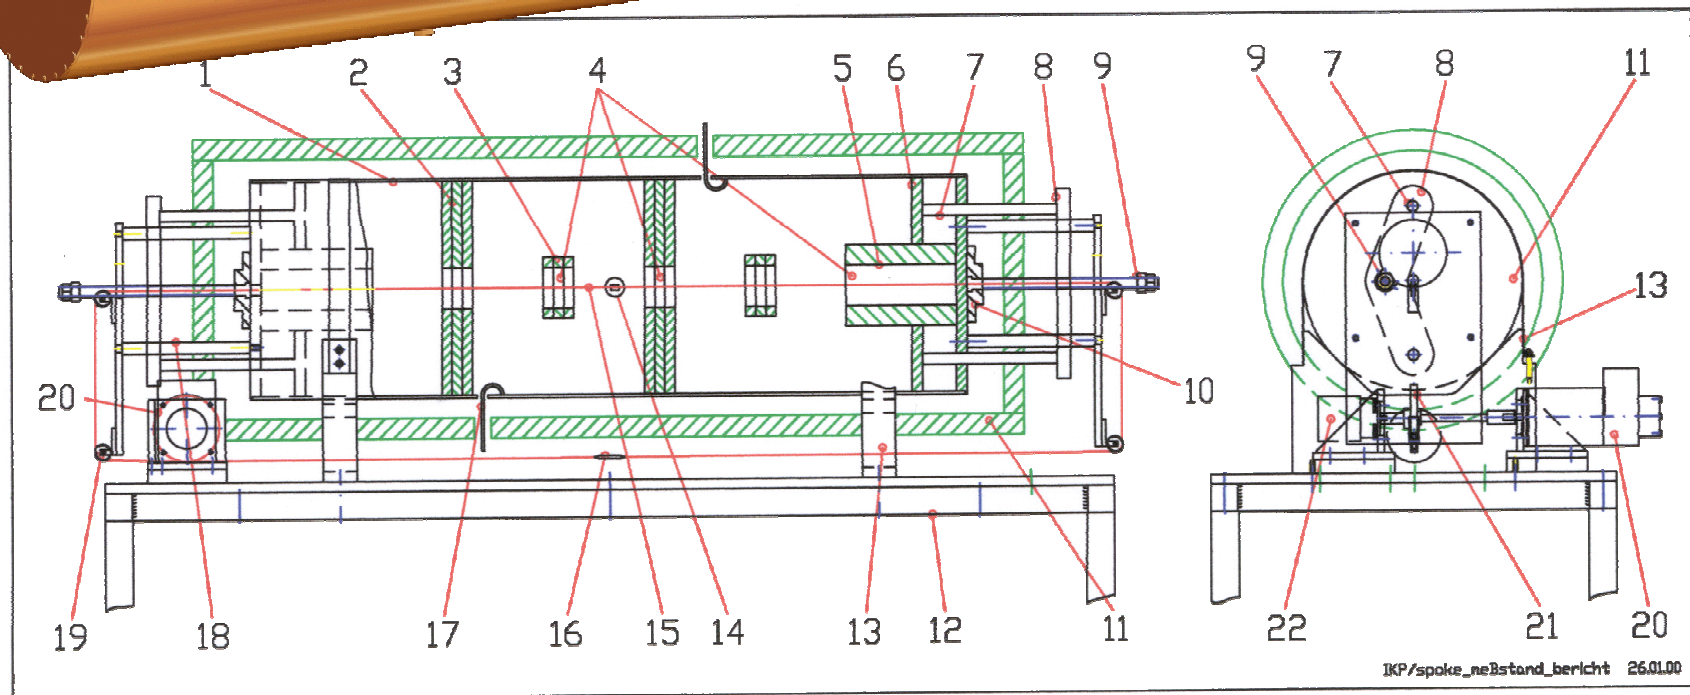 1 2 3 4 5 6 7 8 9 9 7 8 11
13
20 10
19 18 17 16 15 14 13 12 11 22 21 20
IKP/spoke_meßstand_bericht 26.01.00